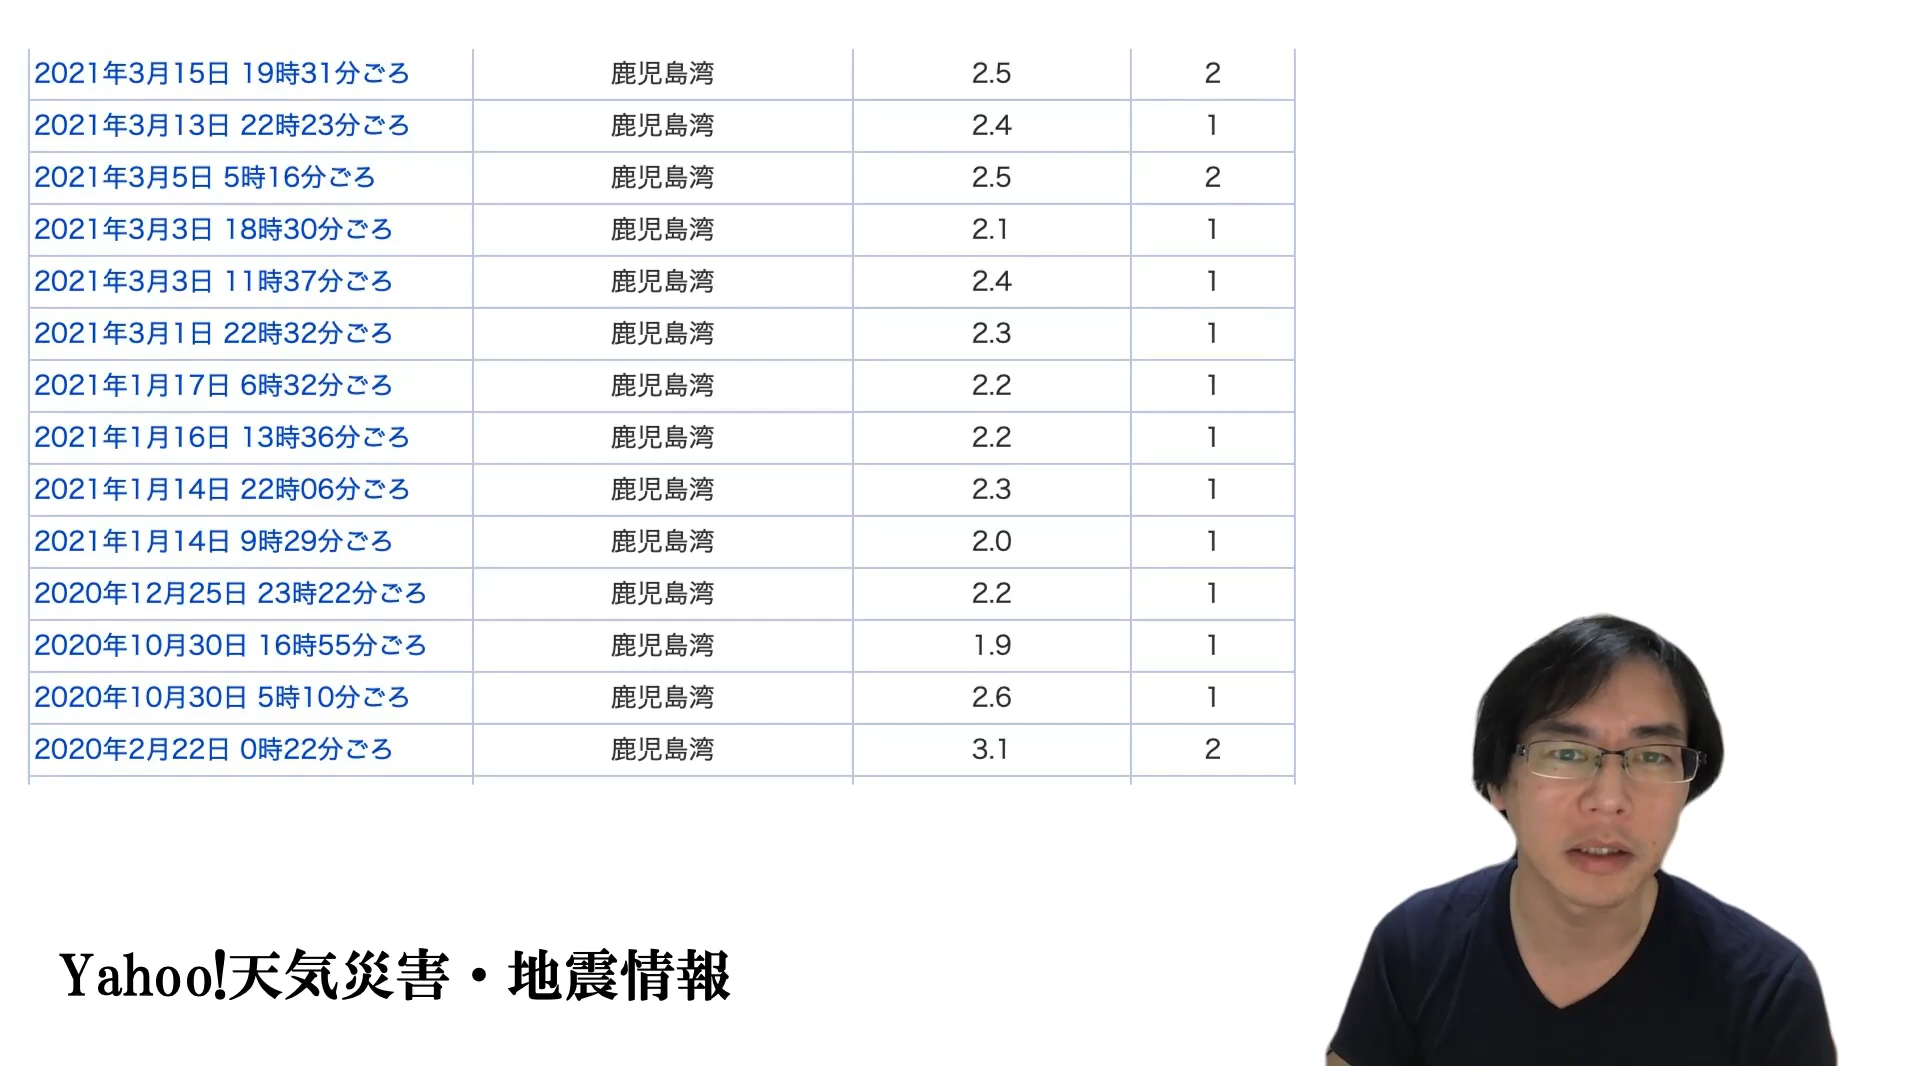 2021年3月15日 19時31分ごろ 鹿児島湾 2.5 2
2021年3月13日 22時23分ごろ 鹿児島湾 2.4 1
2021年3月5日 5時16分ごろ 鹿児島湾 2.5 2
2021年3月3日 18時30分ごろ 鹿児島湾 2.1 1
2021年3月3日 11時37分ごろ 鹿児島湾 2.4 1
2021年3月1日 22時32分ごろ 鹿児島湾 2.3 1
2021年1月17日 6時32分ごろ 鹿児島湾 2.2 1
2021年1月16日 13時36分ごろ 鹿児島湾 2.2 1
2021年1月14日 22時06分ごろ 鹿児島湾 2.3 1
2021年1月14日 9時29分ごろ 鹿児島湾 2.0 1
2020年12月25日 23時22分ごろ 鹿児島湾 2.2 1
2020年10月30日 16時55分ごろ 鹿児島湾 1.9 1
2020年10月30日 5時10分ごろ 鹿児島湾 2.6 1
2020年2月22日 0時22分ごろ 鹿児島湾 3.1 2
Yahoo!天気災害・地震情報